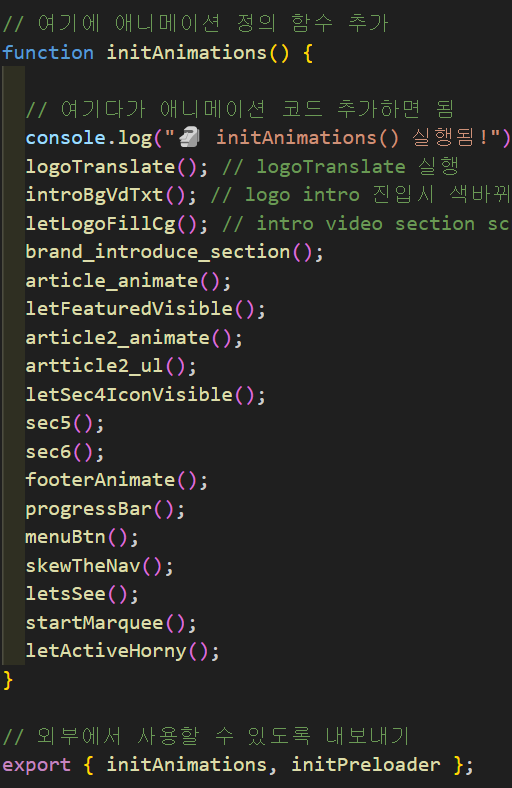 // 여기에 애니메이션 정의 함수 추가
function initAnimations() {
// 여기다가 애니메이션 코드 추가하면 됨
console.log("🗿 initAnimations() 실행됨!")
logoTranslate(); // logoTranslate 실행
introBgVdTxt(); // logo intro 진입시 색바뀌
letLogoFillCg(); // intro video section sc
brand_introduce_section();
article_animate();
letFeaturedVisible();
article2_animate();
artticle2_ul();
letSec4IconVisible();
sec5();
sec6();
footerAnimate();
progressBar();
menuBtn();
skewTheNav();
letsSee();
startMarquee();
letActiveHorny();
}
// 외부에서 사용할 수 있도록 내보내기
export { initAnimations, initPreloader };